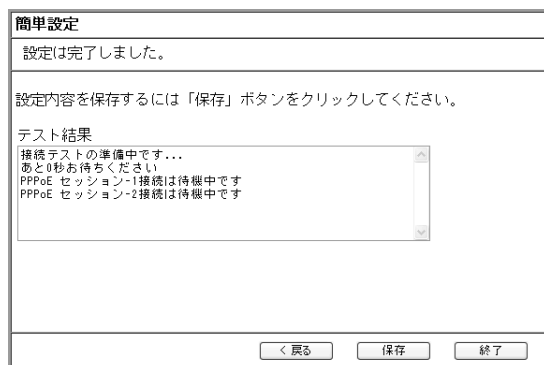 簡単設定
設定は完了しました。
設定内容を保存するには「保存」ボタンをクリックしてください。
テスト結果
接続テストの準備中です...
あと0秒お待ちください
PPPoE セッション-1接続は待機中です
PPPoE セッション-2接続は待機中です
< 戻る 保存 終了